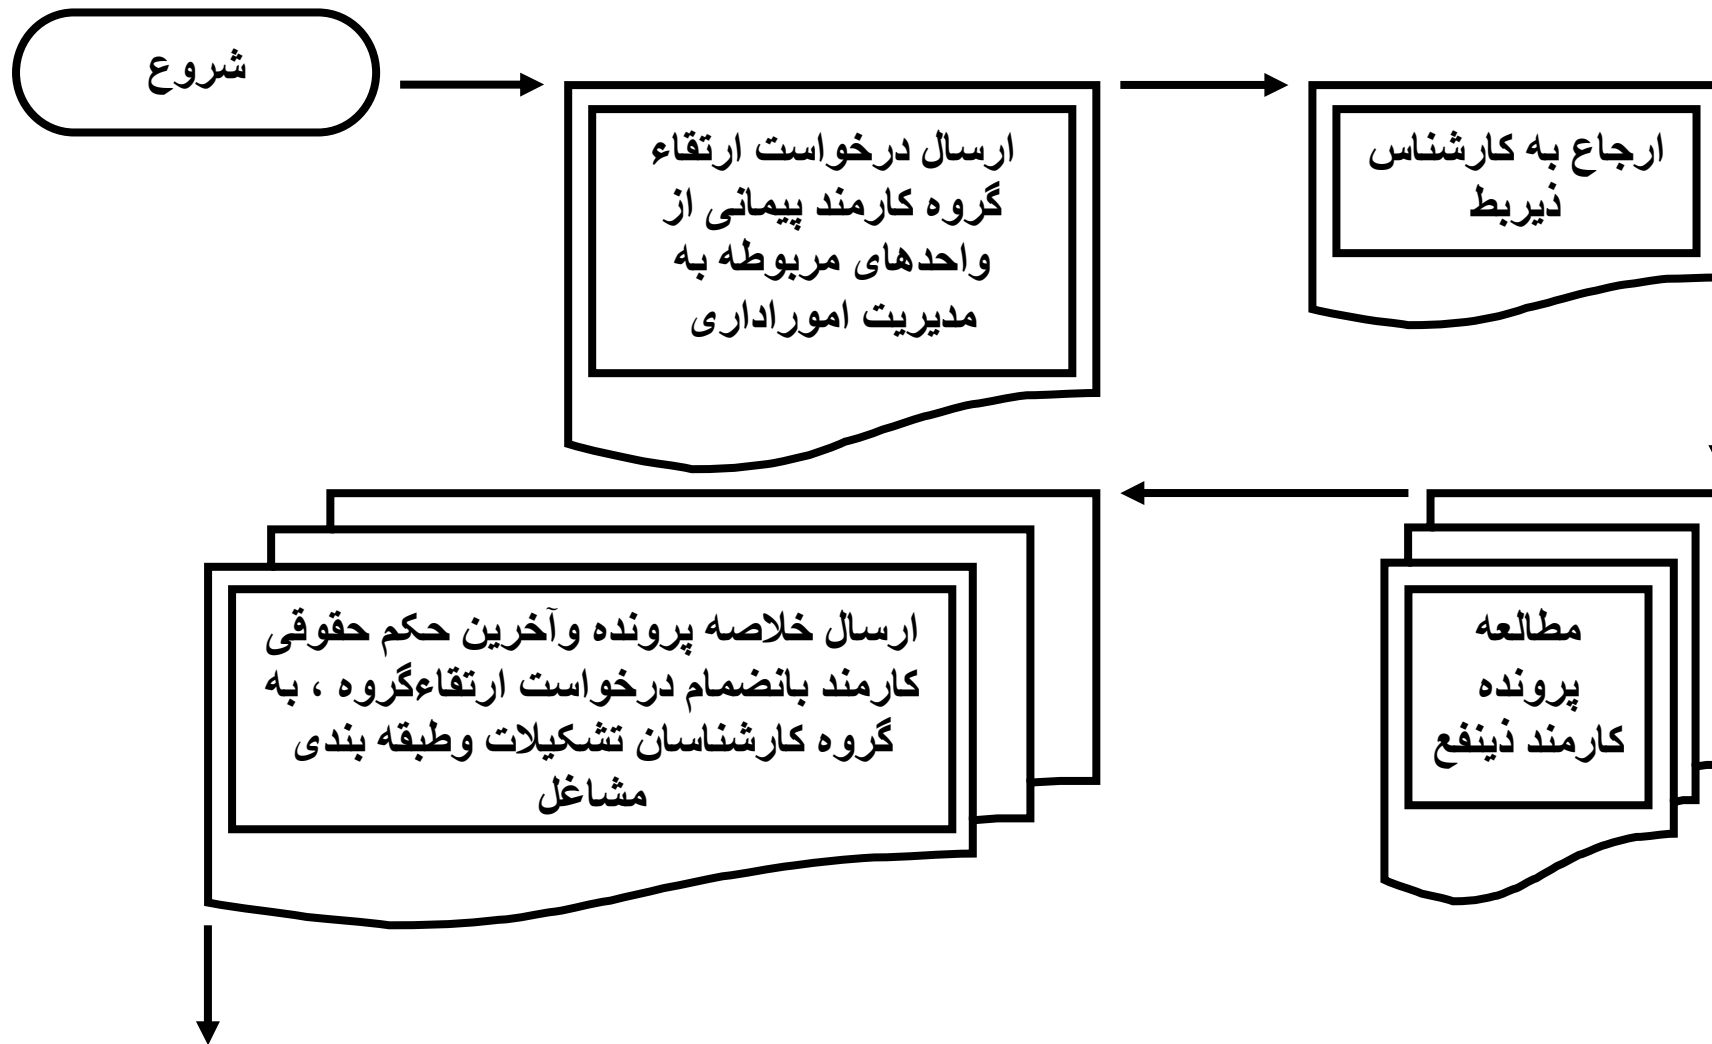 شروع
ارسال درخواست ارتقاء
گروه کارمند پیمانی از
واحدهای مربوطه به
مدیریت اموراداری
ارجاع به کارشناس
ذیربط
مطالعه
پرونده
کارمند ذینفع
ارسال خلاصه پرونده وآخرین حکم حقوقی
کارمند بانضمام درخواست ارتقاءگروه ، به
گروه کارشناسان تشکیلات وطبقه بندی
مشاغل